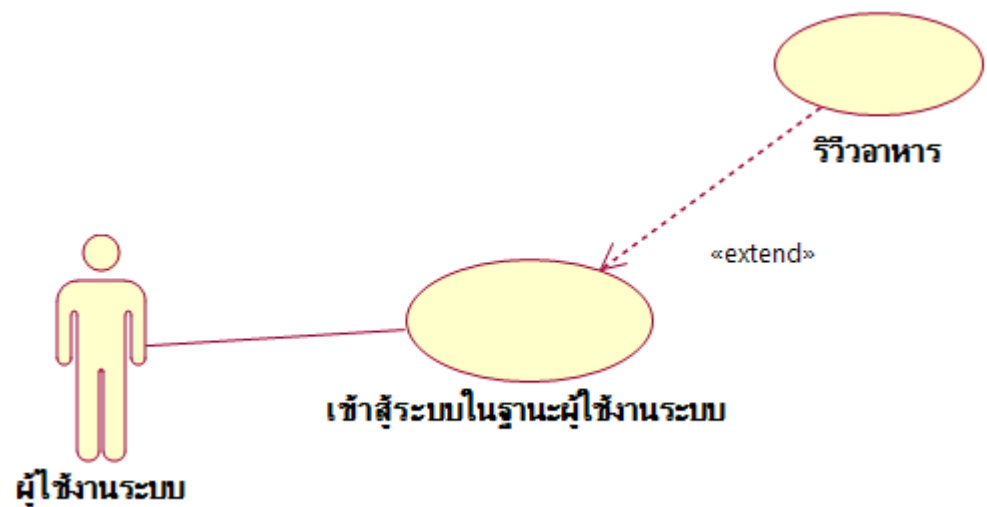 รีวิวอาหาร
«extend»
เข้าสู้ระบบในฐานะผู้ใช้งานระบบ
ผู้ใช้งานระบบ